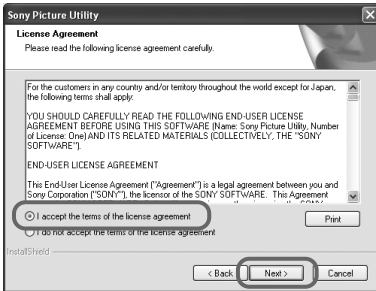 Sony Picture Utility
License Agreement
Please read the following license agreement carefully.
For the customers in any country and/or territory throughout the world except for Japan,
the following terms shall apply:
YOU SHOULD CAREFULLY READ THE FOLLOWING END-USER LICENSE
AGREEMENT BEFORE USING THIS SOFTWARE (Name: Sony Picture Utility, Number
of License: One) AND ITS RELATED MATERIALS (COLLECTIVELY, THE "SONY
SOFTWARE").
END-USER LICENSE AGREEMENT
This End-User License Agreement ("Agreement") is a legal agreement between you and
Sony Corporation ("SONY"), the licensor of the SONY SOFTWARE. This Agreement
I accept the terms of the license agreement
Print
I do not accept the terms of the license agreement
InstallShield
< Back
Next >
Cancel